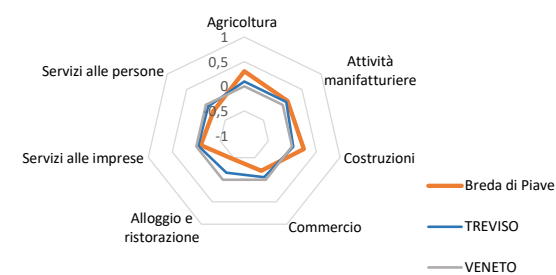 Agricoltura
1
0,5
0
-0,5
-1
Attività
manifatturiere
Costruzioni
Commercio
Alloggio e
ristorazione
Servizi alle imprese
Servizi alle persone
Breda di Piave
TREVISO
VENETO